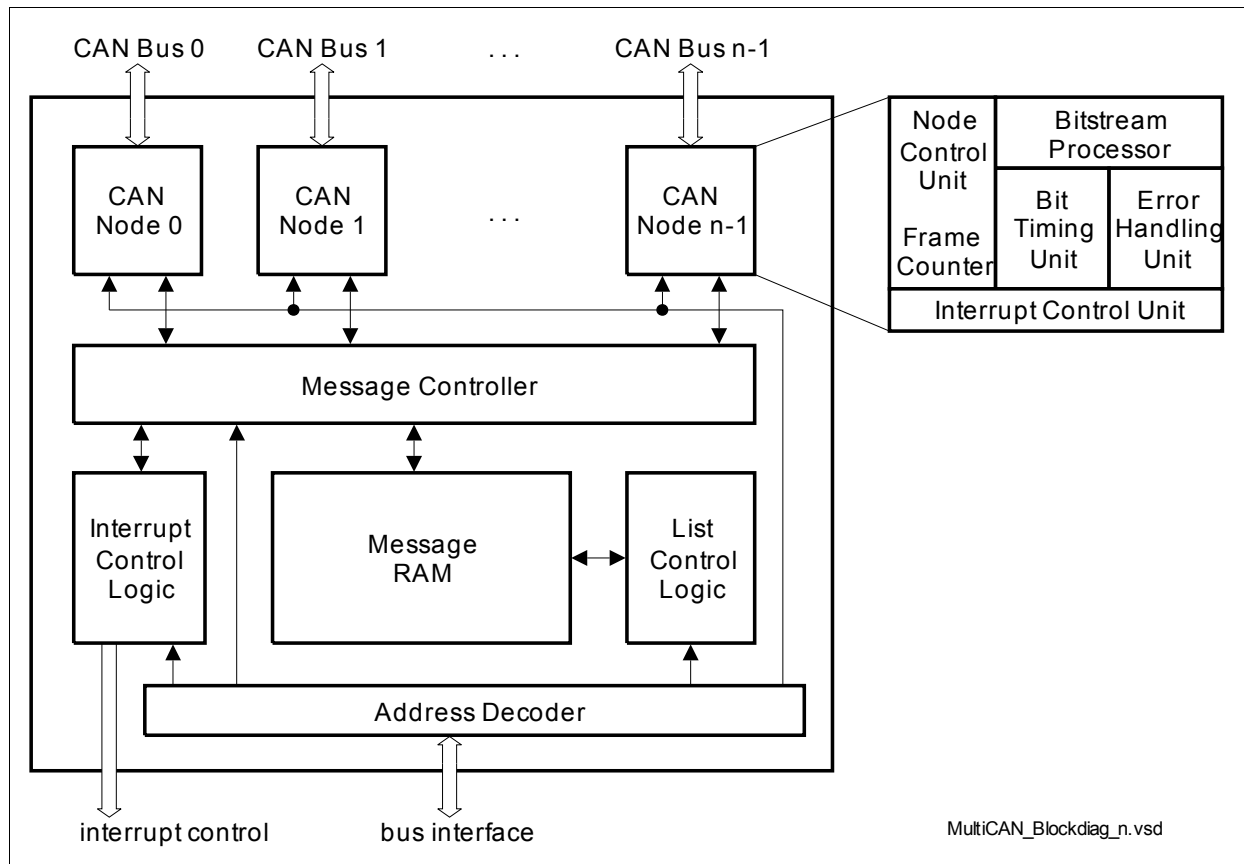 CAN Bus 0
CAN Bus 1
. . .
CAN Bus n-1
CAN
Node 0
CAN
Node 1
. . .
CAN
Node n-1
Node
Control
Unit
Frame
Counter
Bitstream
Processor
Bit
Timing
Unit
Error
Handling
Unit
Interrupt Control Unit
Message Controller
Interrupt
Control
Logic
Message
RAM
List
Control
Logic
Address Decoder
interrupt control
bus interface
MultiCAN_Blockdiag_n.vsd